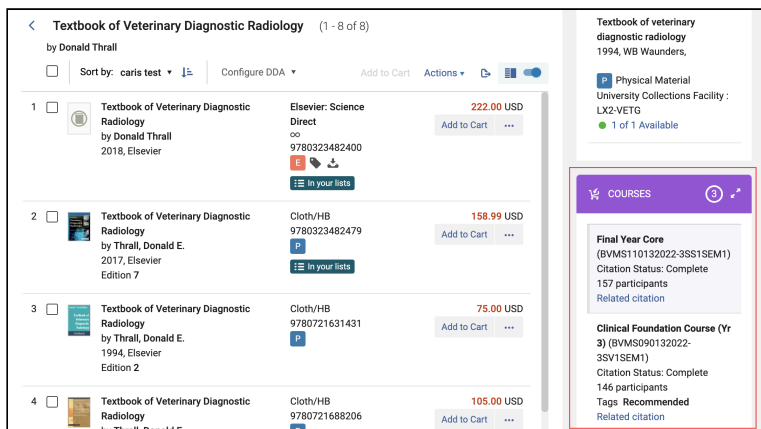 Textbook of Veterinary Diagnostic Radiology (1 - 8 of 8)
by Donald Thrall
Sort by: caris test Configure DDA Add to Cart Actions
1 Textbook of Veterinary Diagnostic Radiology
by Donald Thrall
2018, Elsevier
Elsevier: Science Direct
∞
9780323482400
E
In your lists
222.00 USD
Add to Cart ...
2 Textbook of Veterinary Diagnostic Radiology
by Thrall, Donald E.
2017, Elsevier
Edition 7
Cloth/HB
9780323482479
P
In your lists
158.99 USD
Add to Cart ...
3 Textbook of Veterinary Diagnostic Radiology
by Thrall, Donald E.
1994, Elsevier
Edition 2
Cloth/HB
9780721631431
P
75.00 USD
Add to Cart ...
4 Textbook of Veterinary Diagnostic Radiology
by Thrall, Donald E.
Cloth/HB
9780721688206
105.00 USD
Add to Cart ...
Textbook of veterinary
diagnostic radiology
1994, WB Waunders,
P Physical Material
University Collections Facility :
LX2-VETG
1 of 1 Available
COURSES 3
Final Year Core
(BVMS110132022-3SS1SEM1)
Citation Status: Complete
157 participants
Related citation
Clinical Foundation Course (Yr
3) (BVMS090132022-
3SV1SEM1)
Citation Status: Complete
146 participants
Tags Recommended
Related citation